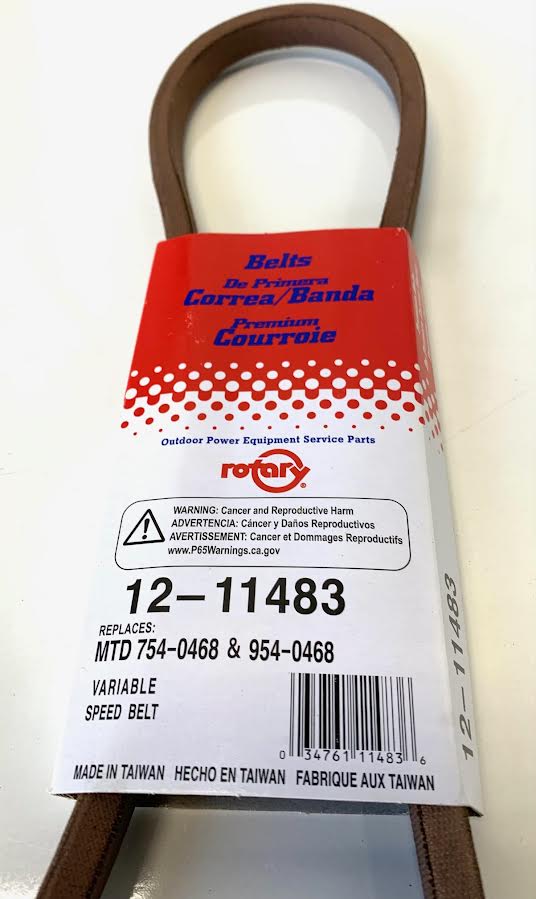 Belts
De Primera
Correa/Banda
Premium
Courroie
Outdoor Power Equipment Service Parts
rotary®
WARNING: Cancer and Reproductive Harm
ADVERTENCIA: Cáncer y Daños Reproductivos
AVERTISSEMENT: Cancer et Dommages Reproductifs
www.P65Warnings.ca.gov
12-11483
REPLACES:
MTD 754-0468 & 954-0468
VARIABLE
SPEED BELT
0 34761 11483 6
MADE IN TAIWAN HECHO EN TAIWAN FABRIQUE AUX TAIWAN
12-11483